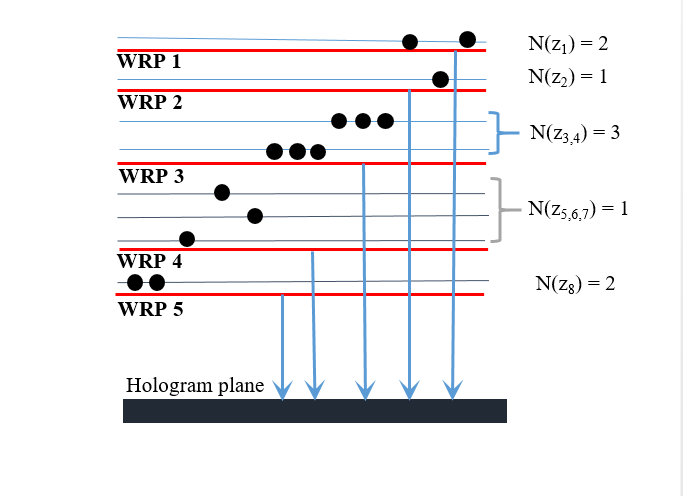 N(z₁) = 2
WRP 1
N(z₂) = 1
WRP 2
N(z₃,₄) = 3
WRP 3
N(z₅,₆,₇) = 1
WRP 4
N(z₈) = 2
WRP 5
Hologram plane